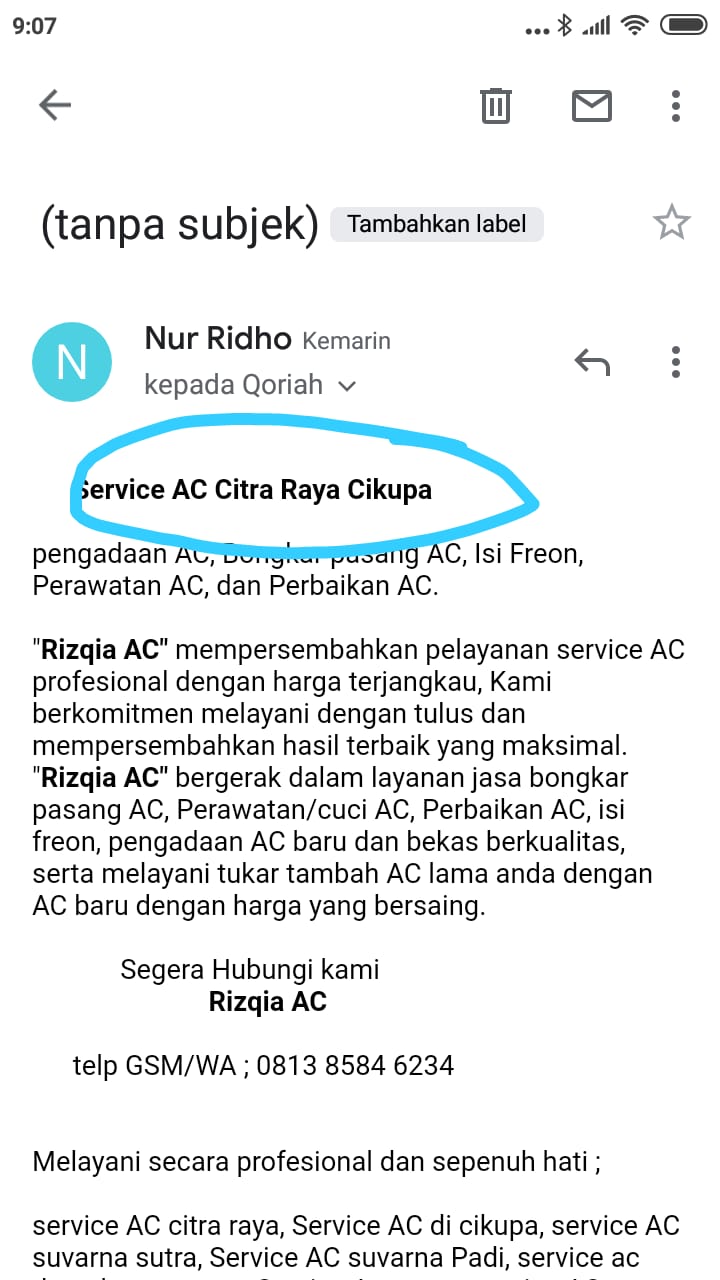 9:07
(tanpa subjek) Tambahkan label
N
Nur Ridho Kemarin
kepada Qoriah
Service AC Citra Raya Cikupa
pengadaan AC, Bongkar pasang AC, Isi Freon,
Perawatan AC, dan Perbaikan AC.
"Rizqia AC" mempersembahkan pelayanan service AC
profesional dengan harga terjangkau, Kami
berkomitmen melayani dengan tulus dan
mempersembahkan hasil terbaik yang maksimal.
"Rizqia AC" bergerak dalam layanan jasa bongkar
pasang AC, Perawatan/cuci AC, Perbaikan AC, isi
freon, pengadaan AC baru dan bekas berkualitas,
serta melayani tukar tambah AC lama anda dengan
AC baru dengan harga yang bersaing.
Segera Hubungi kami
Rizqia AC
telp GSM/WA ; 0813 8584 6234
Melayani secara profesional dan sepenuh hati ;
service AC citra raya, Service AC di cikupa, service AC
suvarna sutra, Service AC suvarna Padi, service ac